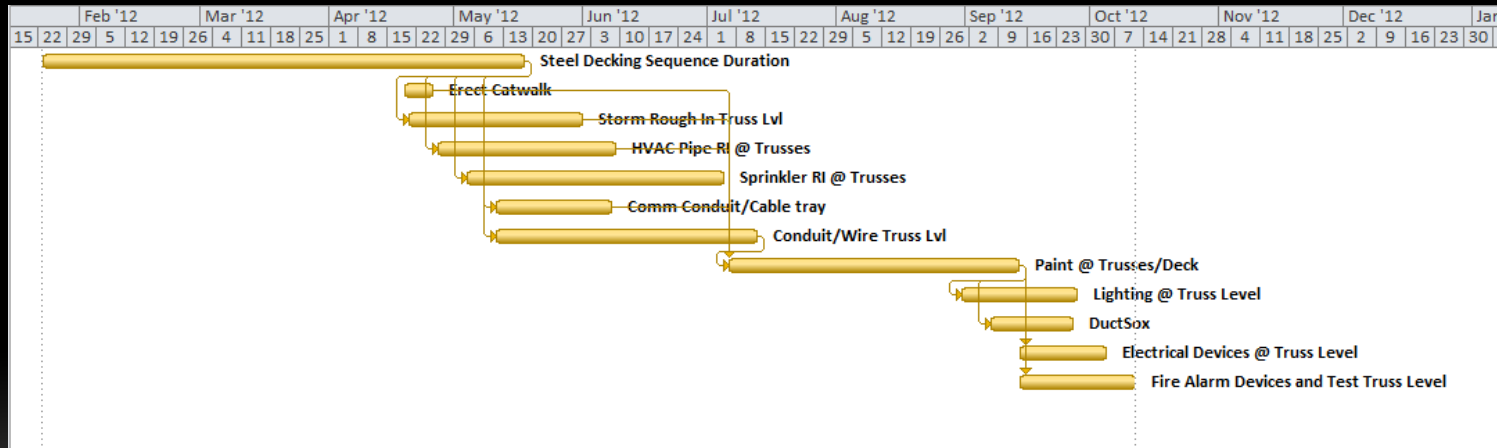 Feb '12 Mar '12 Apr '12 May '12 Jun '12 Jul '12 Aug '12 Sep '12 Oct '12 Nov '12 Dec '12 Jan
15 22 29 5 12 19 26 4 11 18 25 1 8 15 22 29 6 13 20 27 3 10 17 24 1 8 15 22 29 5 12 19 26 2 9 16 23 30 7 14 21 28 4 11 18 25 2 9 16 23 30
Steel Decking Sequence Duration
Erect Catwalk
Storm Rough In Truss Lvl
HVAC Pipe RI @ Trusses
Sprinkler RI @ Trusses
Comm Conduit/Cable tray
Conduit/Wire Truss Lvl
Paint @ Trusses/Deck
Lighting @ Truss Level
DuctSox
Electrical Devices @ Truss Level
Fire Alarm Devices and Test Truss Level